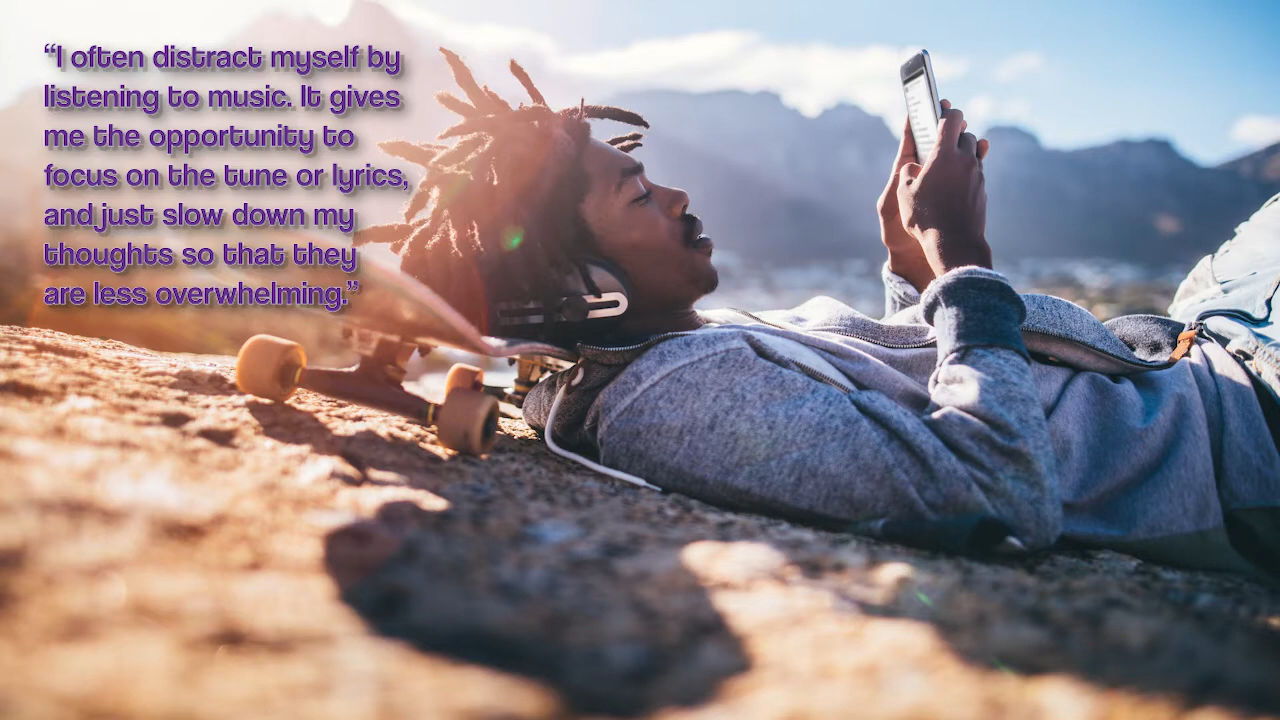 “I often distract myself by
listening to music. It gives
me the opportunity to
focus on the tune or lyrics,
and just slow down my
thoughts so that they
are less overwhelming.”